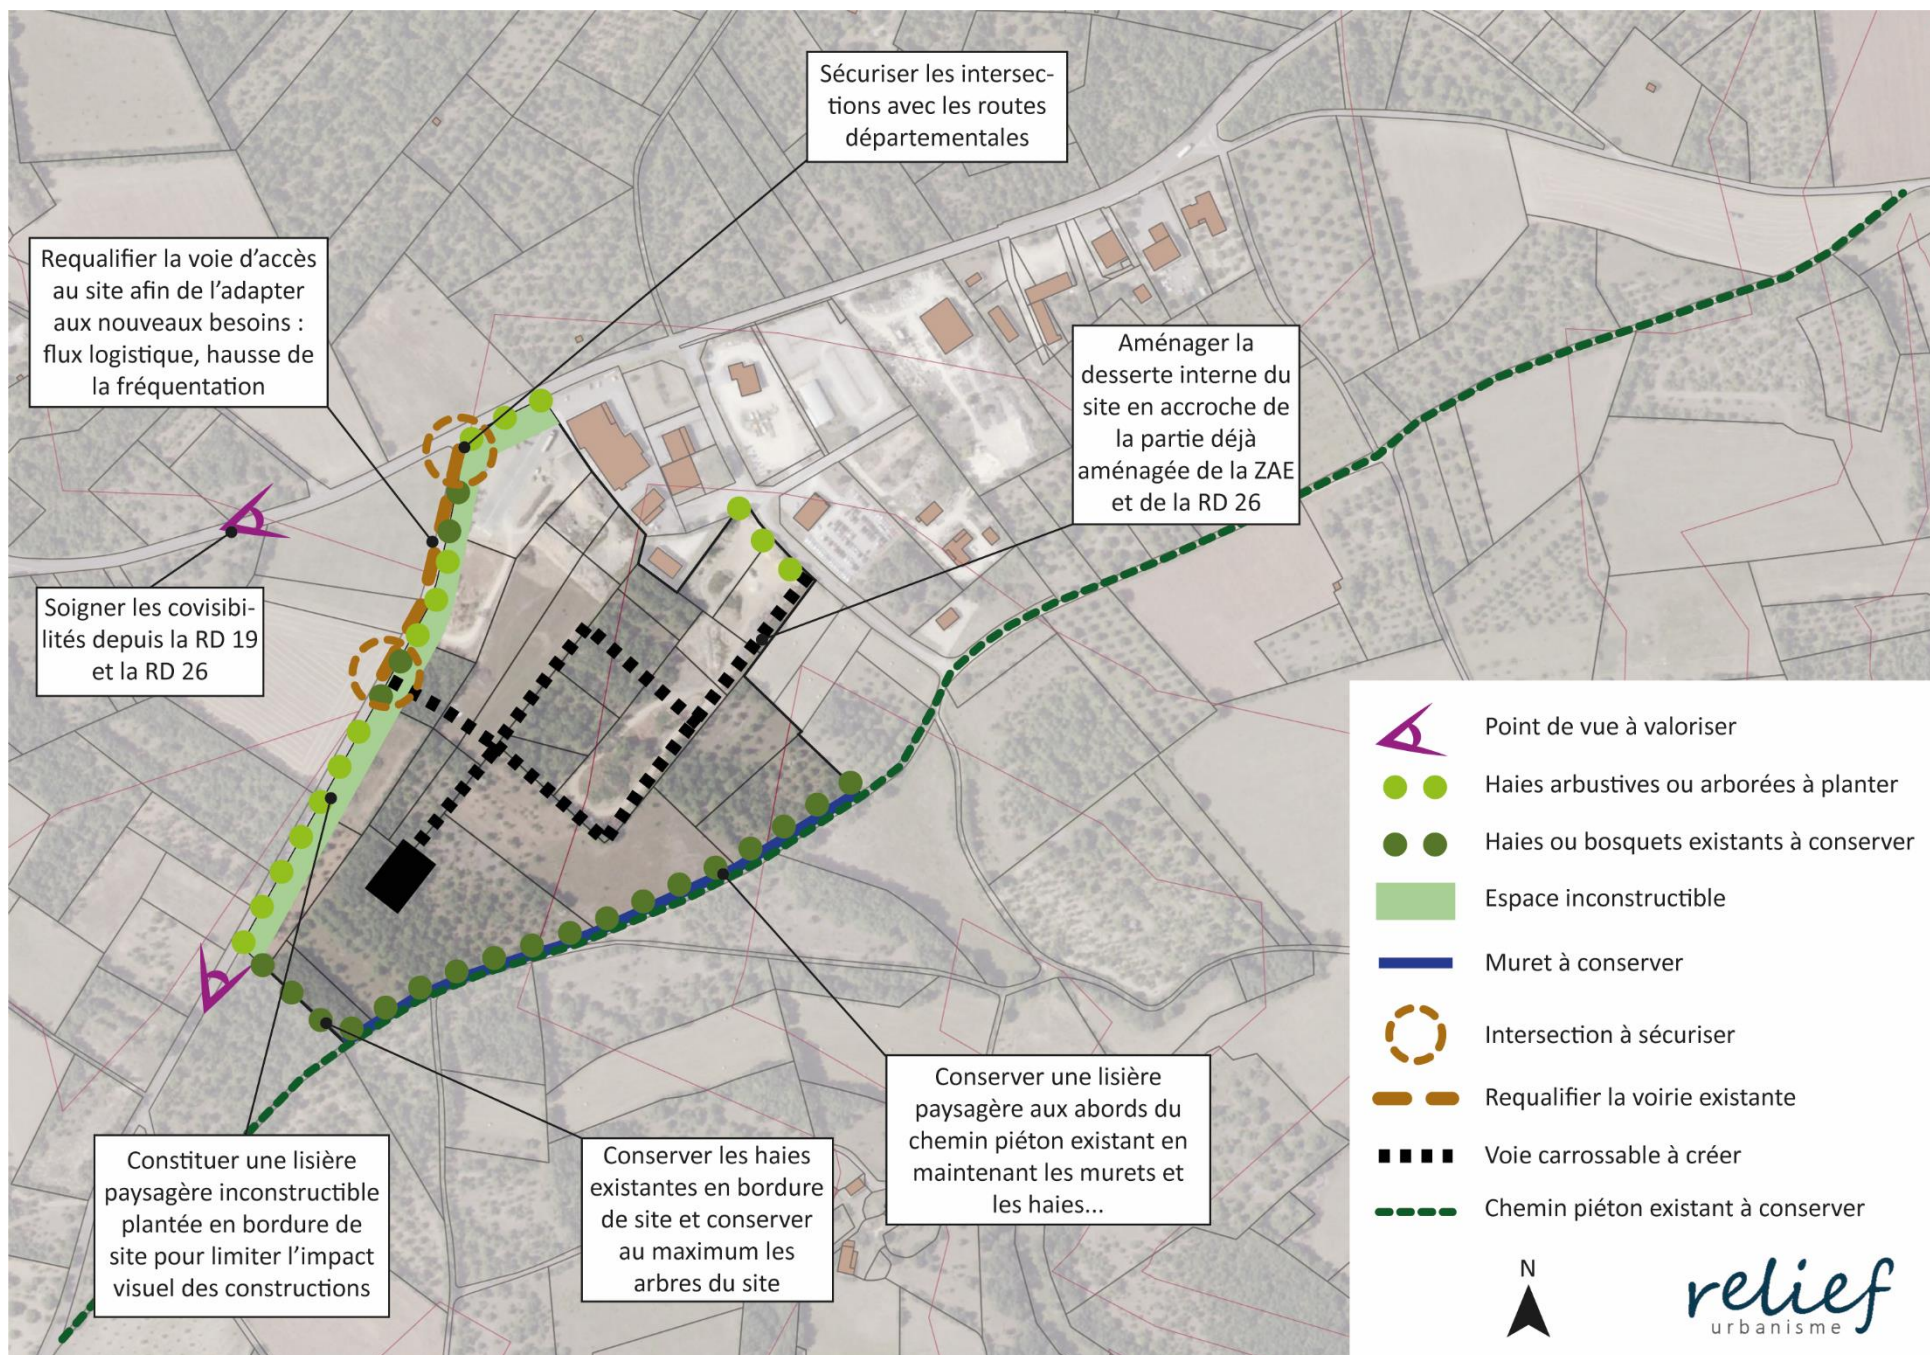 Sécuriser les intersec-
tions avec les routes
départementales
Requalifier la voie d'accès
au site afin de l'adapter
aux nouveaux besoins :
flux logistique, hausse de
la fréquentation
Aménager la
desserte interne du
site en accroche de
la partie déjà
aménagée de la ZAE
et de la RD 26
Soigner les covisibi-
lités depuis la RD 19
et la RD 26
Constituer une lisière
paysagère inconstructible
plantée en bordure de
site pour limiter l'impact
visuel des constructions
Conserver les haies
existantes en bordure
de site et conserver
au maximum les
arbres du site
Conserver une lisière
paysagère aux abords du
chemin piéton existant en
maintenant les murets et
les haies...
Point de vue à valoriser
Haies arbustives ou arborées à planter
Haies ou bosquets existants à conserver
Espace inconstructible
Muret à conserver
Intersection à sécuriser
Requalifier la voirie existante
Voie carrossable à créer
Chemin piéton existant à conserver
N
relief
urbanisme